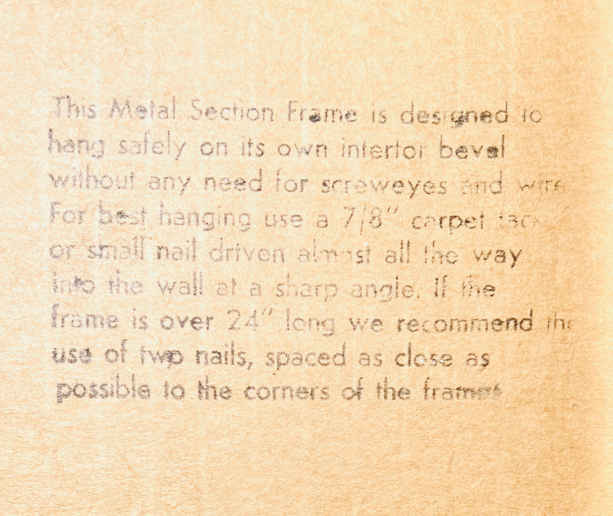 This Metal Section Frame is designed to
hang safely on its own interior bevel
without any need for screweyes and wire
For best hanging use a 7/8" carpet tack
or small nail driven almost all the way
into the wall at a sharp angle. If the
frame is over 24" long we recommend the
use of two nails, spaced as close as
possible to the corners of the frames